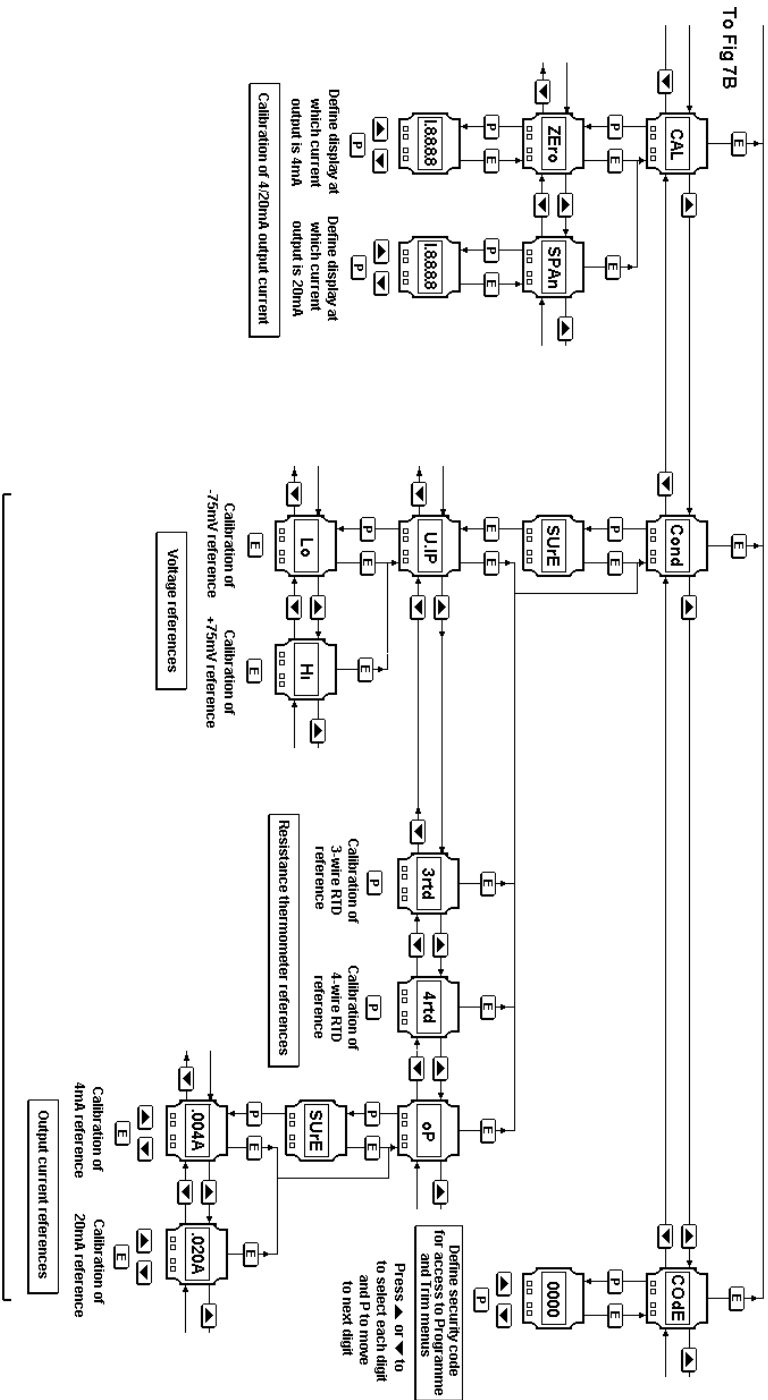 To Fig 7B
E
E
E
CAL
Cond
COdE
P
E
P
E
P
E
ZEro
SPAn
E
SUrE
0000
P
P
E
P
E
E
E
Define security code
for access to Programme
and Trim menus
Press ▲ or ▼ to
to select each digit
and P to move
to next digit
1.8.8.8.8
1.8.8.8.8
P
P
Define display at
which current
output is 4mA
Define display at
which current
output is 20mA
Calibration of 4/20mA output current
E
E
E
E
U.IP
3rtd
4rtd
oP
P
E
E
P
P
P
E
Calibration of
3-wire RTD
reference
Calibration of
4-wire RTD
reference
Resistance thermometer references
Lo
Hı
SUrE
E
E
Calibration of
-75mV reference
Calibration of
+75mV reference
Voltage references
P
E
E
.004A
.020A
E
E
Calibration of
4mA reference
Calibration of
20mA reference
Output current references